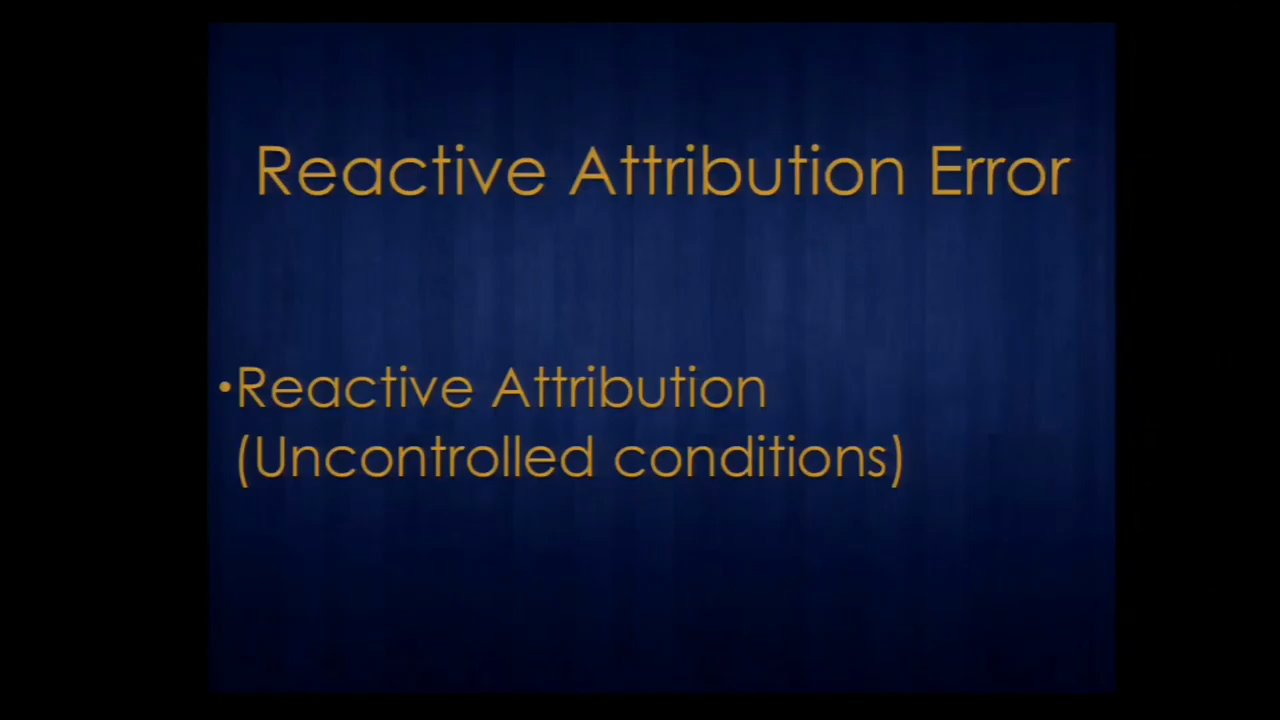 Reactive Attribution Error
•Reactive Attribution
(Uncontrolled conditions)